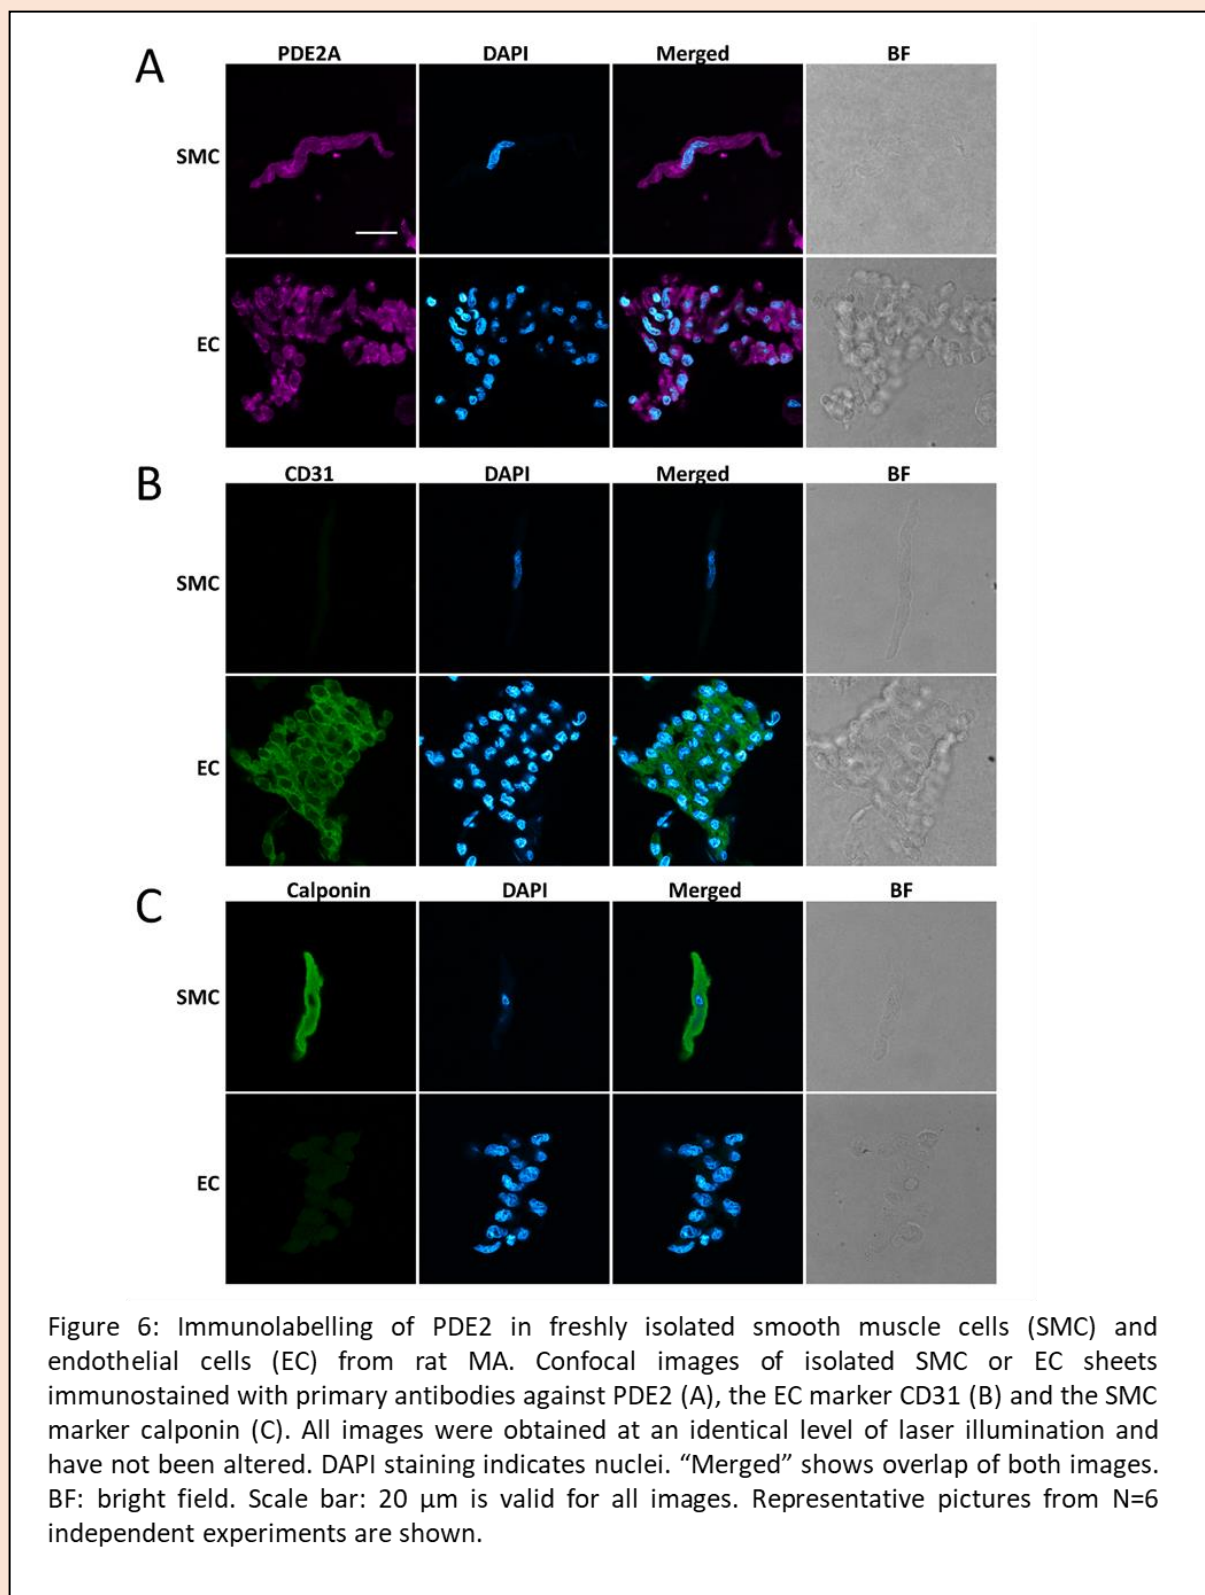 A
PDE2A DAPI Merged BF
SMC
EC
B
CD31 DAPI Merged BF
SMC
EC
C
Calponin DAPI Merged BF
SMC
EC
Figure 6: Immunolabelling of PDE2 in freshly isolated smooth muscle cells (SMC) and
endothelial cells (EC) from rat MA. Confocal images of isolated SMC or EC sheets
immunostained with primary antibodies against PDE2 (A), the EC marker CD31 (B) and the SMC
marker calponin (C). All images were obtained at an identical level of laser illumination and
have not been altered. DAPI staining indicates nuclei. “Merged” shows overlap of both images.
BF: bright field. Scale bar: 20 μm is valid for all images. Representative pictures from N=6
independent experiments are shown.